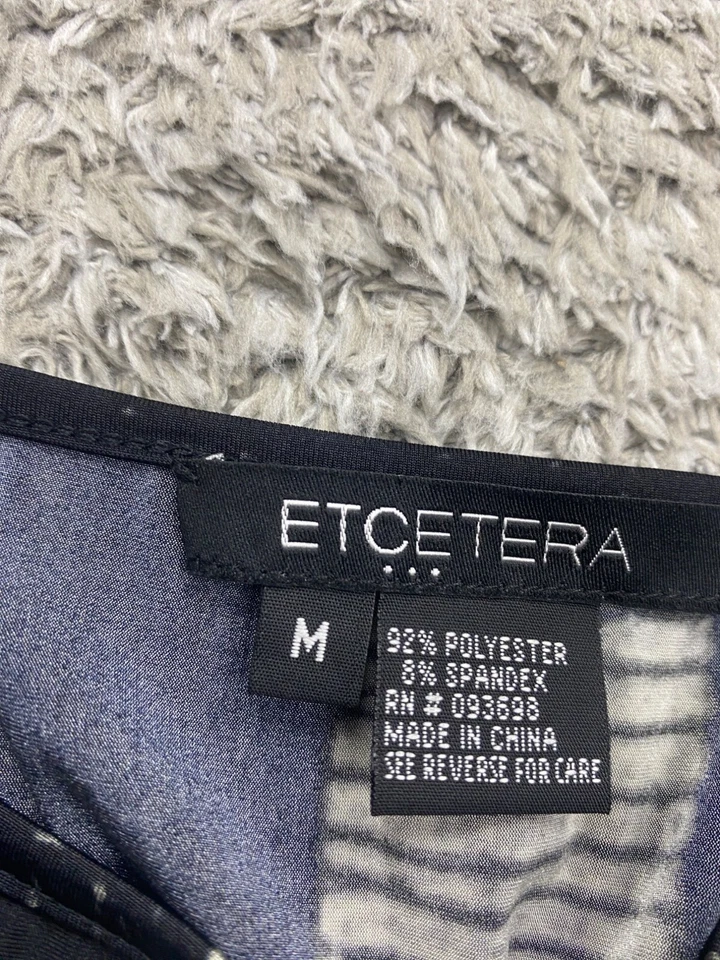 ETCETERA
...
M
92% POLYESTER
8% SPANDEX
RN # 093698
MADE IN CHINA
SEE REVERSE FOR CARE